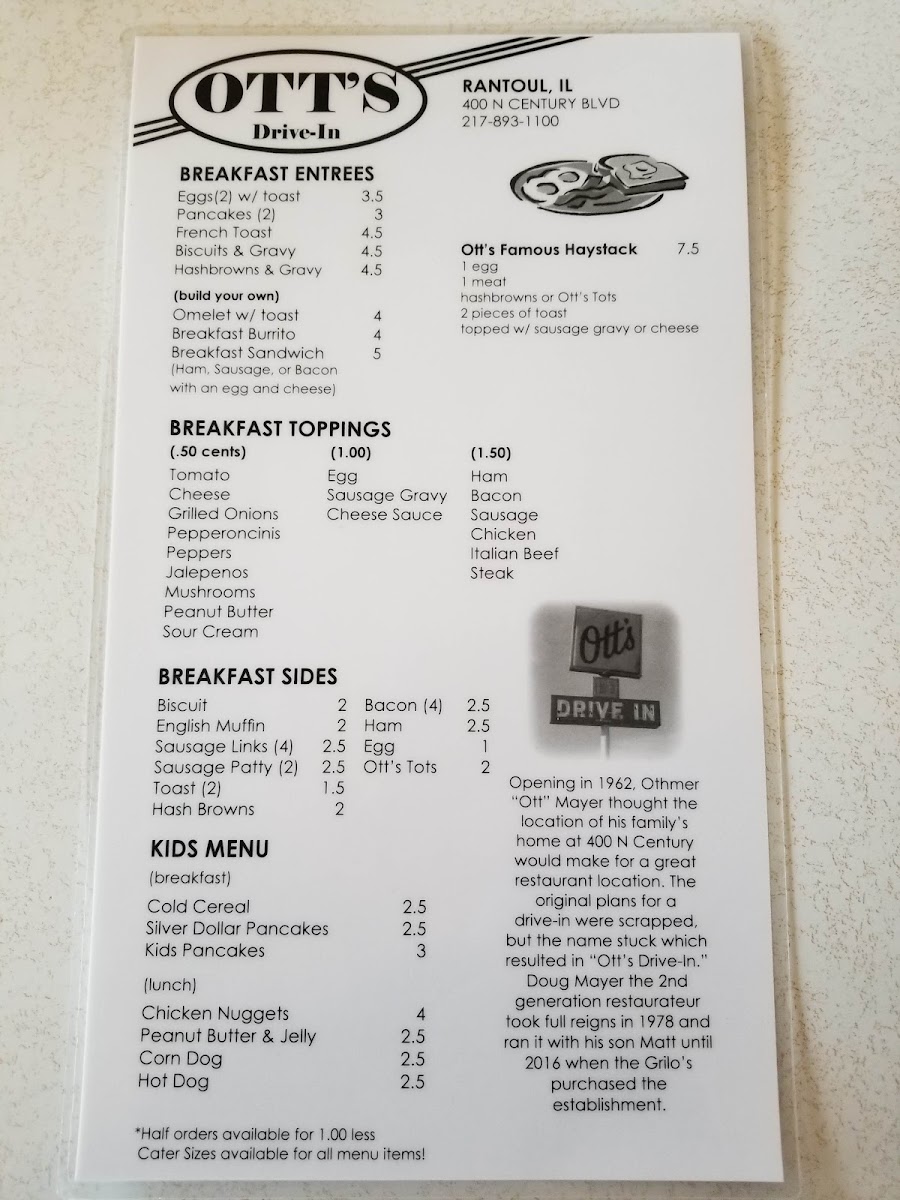 OTT'S
Drive-In
RANTOUL, IL
400 N CENTURY BLVD
217-893-1100
BREAKFAST ENTREES
Eggs(2) w/ toast 3.5
Pancakes (2) 3
French Toast 4.5
Biscuits & Gravy 4.5
Hashbrowns & Gravy 4.5
(build your own)
Omelet w/ toast 4
Breakfast Burrito 4
Breakfast Sandwich 5
(Ham, Sausage, or Bacon
with an egg and cheese)
Ott's Famous Haystack 7.5
1 egg
1 meat
hashbrowns or Ott's Tots
2 pieces of toast
topped w/ sausage gravy or cheese
BREAKFAST TOPPINGS
(.50 cents) (1.00) (1.50)
Tomato Egg Ham
Cheese Sausage Gravy Bacon
Grilled Onions Cheese Sauce Sausage
Pepperoncinis Chicken
Peppers Italian Beef
Jalepenos Steak
Mushrooms
Peanut Butter
Sour Cream
BREAKFAST SIDES
Biscuit 2 Bacon (4) 2.5
English Muffin 2 Ham 2.5
Sausage Links (4) 2.5 Egg 1
Sausage Patty (2) 2.5 Ott's Tots 2
Toast (2) 1.5
Hash Browns 2
KIDS MENU
(breakfast)
Cold Cereal 2.5
Silver Dollar Pancakes 2.5
Kids Pancakes 3
(lunch)
Chicken Nuggets 4
Peanut Butter & Jelly 2.5
Corn Dog 2.5
Hot Dog 2.5
*Half orders available for 1.00 less
Cater Sizes available for all menu items!
Ott's
DRIVE IN
Opening in 1962, Othmer
"Ott" Mayer thought the
location of his family's
home at 400 N Century
would make for a great
restaurant location. The
original plans for a
drive-in were scrapped,
but the name stuck which
resulted in "Ott's Drive-In."
Doug Mayer the 2nd
generation restaurateur
took full reigns in 1978 and
ran it with his son Matt until
2016 when the Grilo's
purchased the
establishment.